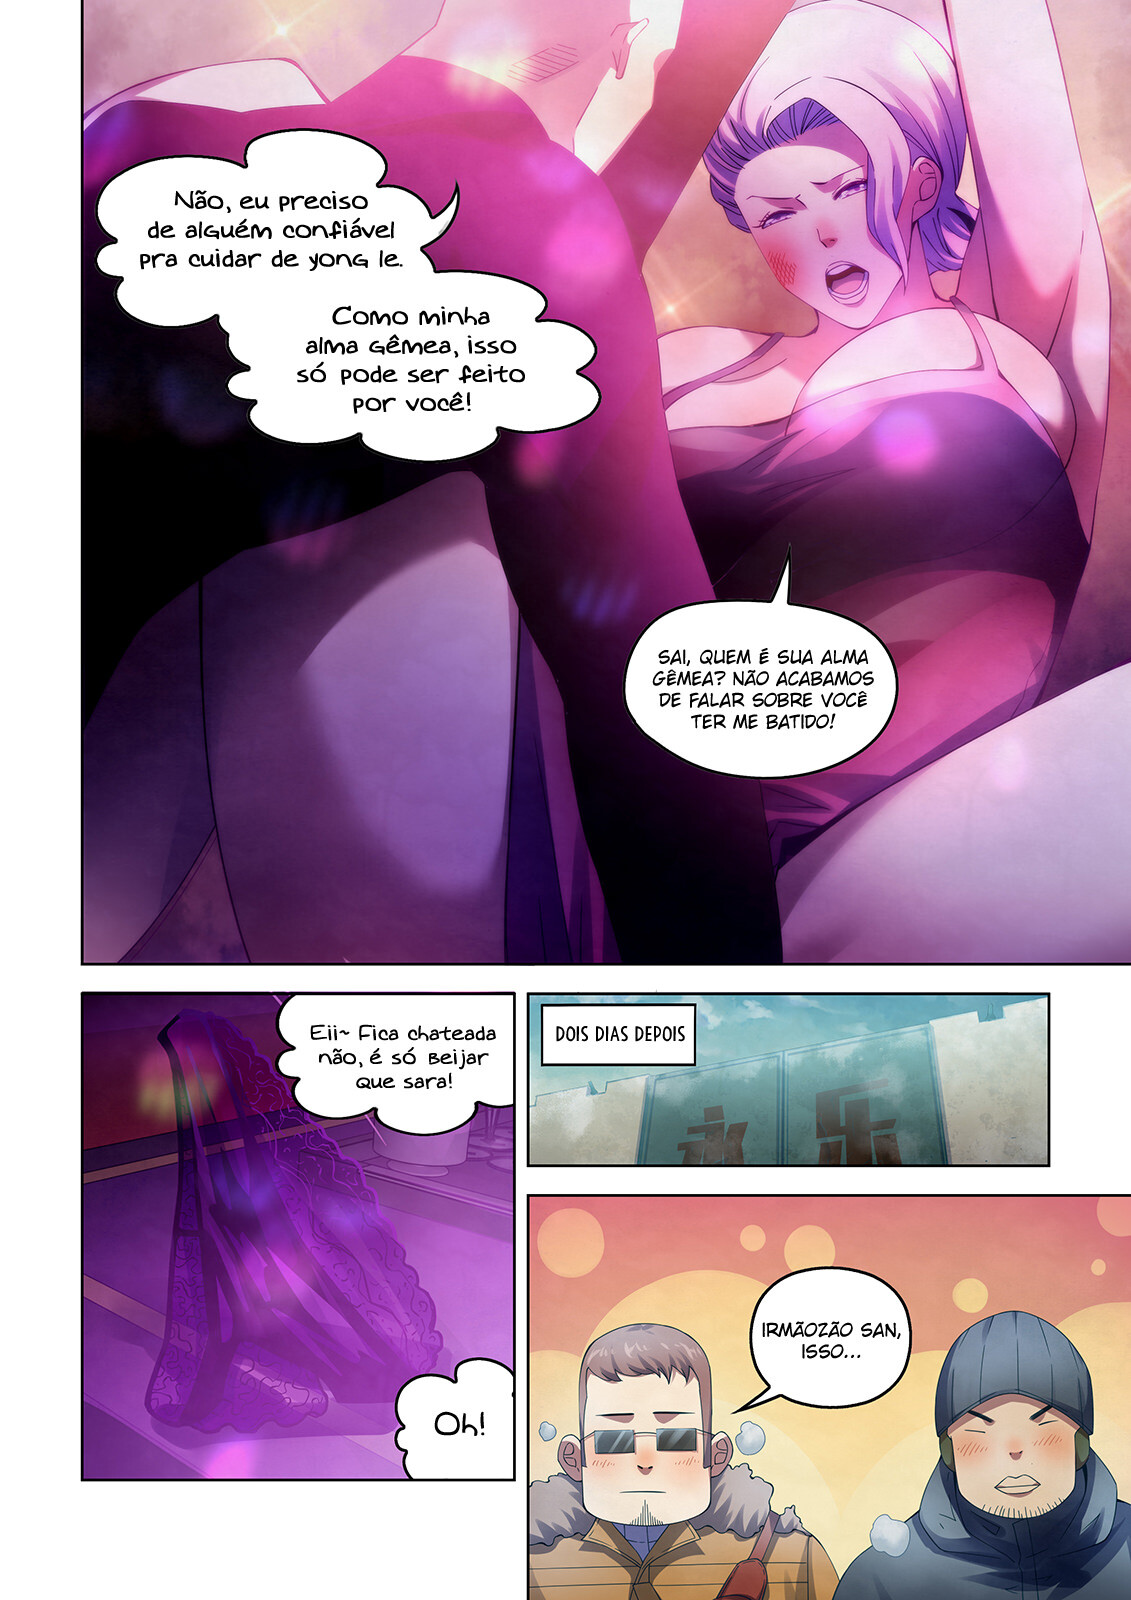 Não, eu preciso
de alguém confiável
pra cuidar de yong le.
Como minha
alma gêmea, isso
só pode ser feito
por você!
SAI, QUEM É SUA ALMA
GÊMEA? NÃO ACABAMOS
DE FALAR SOBRE VOCÊ
TER ME BATIDO!
Eii~ Fica chateada
não, é só Beijar
que sara!
Oh!
DOIS DIAS DEPOIS
永 乐
IRMÃOZÃO SAN,
ISSO...